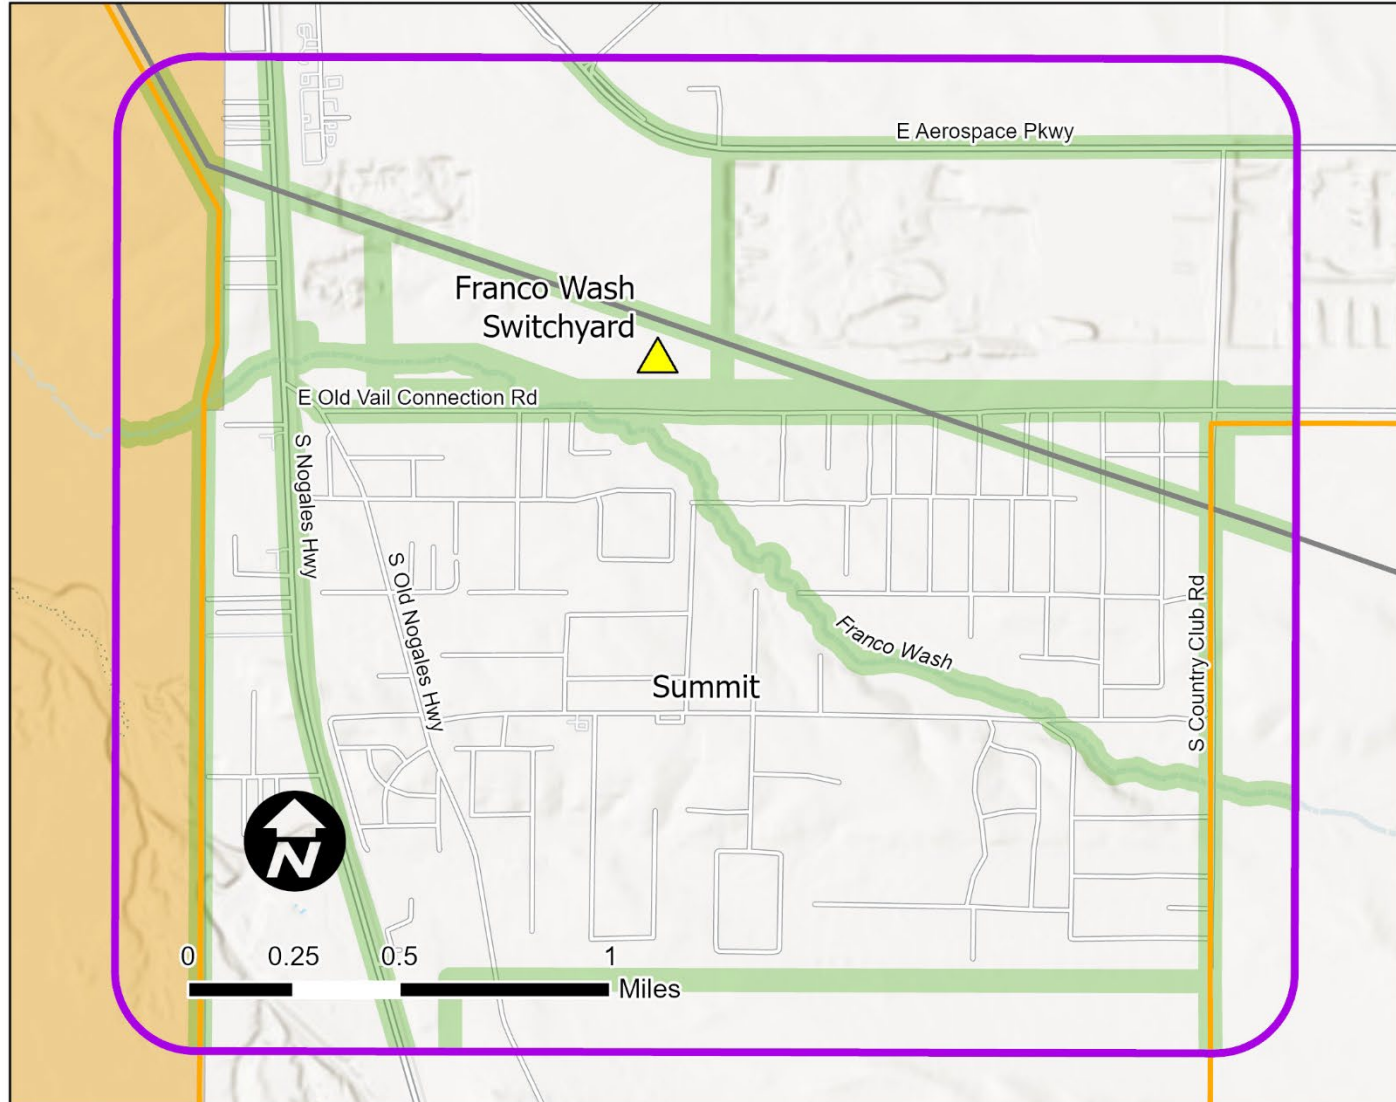 E Aerospace Pkwy
Franco Wash
Switchyard
E Old Vail Connection Rd
S Nogales Hwy
S Old Nogales Hwy
Franco Wash
S Country Club Rd
Summit
N
0 0.25 0.5 1
Miles